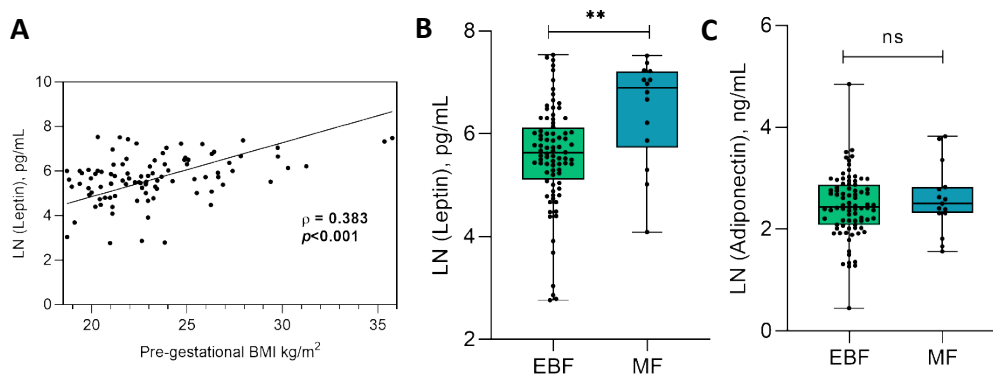 A
LN (Leptin), pg/mL
10
8
6
4
2
0
20
25
30
35
Pre-gestational BMI kg/m²
ρ = 0.383
p<0.001
B
LN (Leptin), pg/mL
8
6
4
2
**
EBF
MF
C
LN (Adiponectin), ng/mL
6
4
2
0
ns
EBF
MF